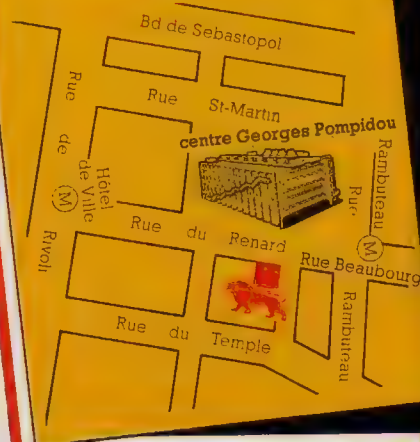 Bd de Sebastopol
Rue St-Martin
centre Georges Pompidou
Rue de Rivoli
Hôtel de Ville
M
Rue Rambuteau
M
Rue du Renard
Rue Beaubourg
Rambuteau
Rue du Temple